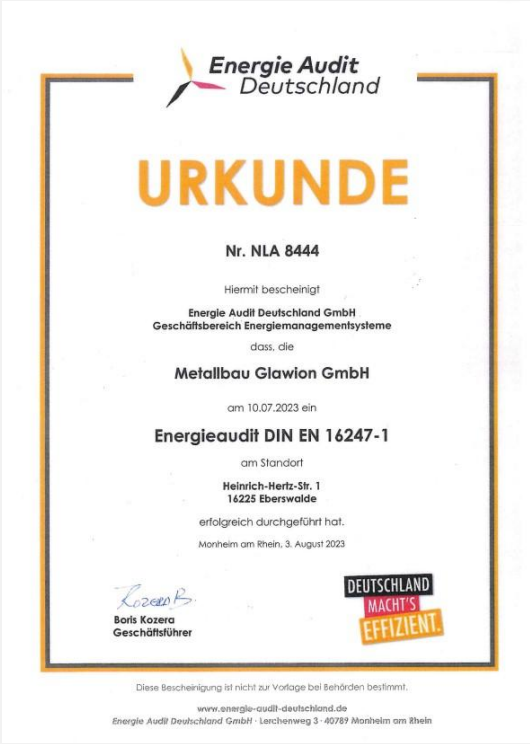 Energie Audit
Deutschland
URKUNDE
Nr. NLA 8444
Hiermit bescheinigt
Energie Audit Deutschland GmbH
Geschäftsbereich Energiemanagementsysteme
dass, die
Metallbau Glawion GmbH
am 10.07.2023 ein
Energieaudit DIN EN 16247-1
am Standort
Heinrich-Hertz-Str. 1
16225 Eberswalde
erfolgreich durchgeführt hat.
Monheim am Rhein, 3. August 2023
Kozera B.
Boris Kozera
Geschäftsführer
DEUTSCHLAND
MACHT'S
EFFIZIENT.
Diese Bescheinigung ist nicht zur Vorlage bei Behörden bestimmt.
www.energie-audit-deutschland.de
Energie Audit Deutschland GmbH · Lerchenweg 3 · 40789 Monheim am Rhein